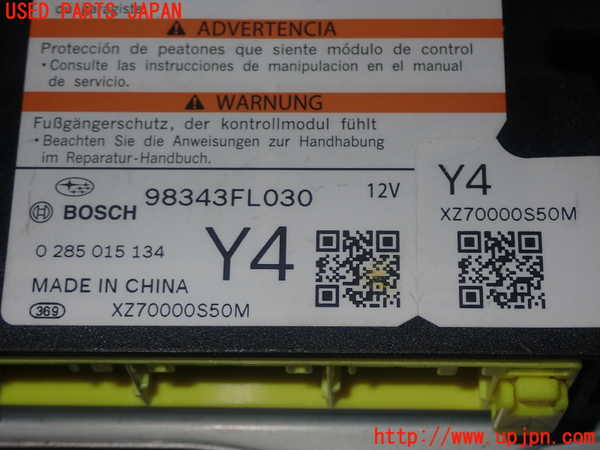 USED PARTS JAPAN
de garagiste.
ADVERTENCIA
Protección de peatones que siente módulo de control
・Consulte las instrucciones de manipulacion en el manual
de servicio.
WARNUNG
Fußgängerschutz, der kontrollmodul fühlt
・Beachten Sie die Anweisungen zur Handhabung
im Reparatur-Handbuch.
98343FL030 12V
BOSCH
0 285 015 134
Y4
MADE IN CHINA
369 XZ70000S50M
Y4
XZ70000S50M
http://www.upjpn.com/